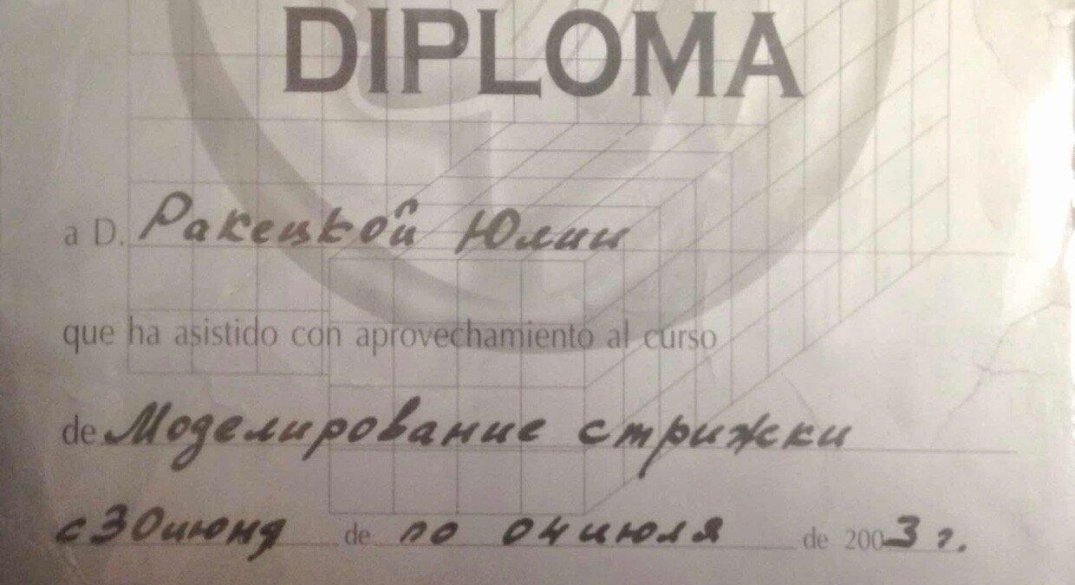 DIPLOMA
a D. Ракецкой Юлии
que ha asistido con aprovechamiento al curso
de Моделирование стрижки
с 30 июня de по 04 июля de 2003 г.